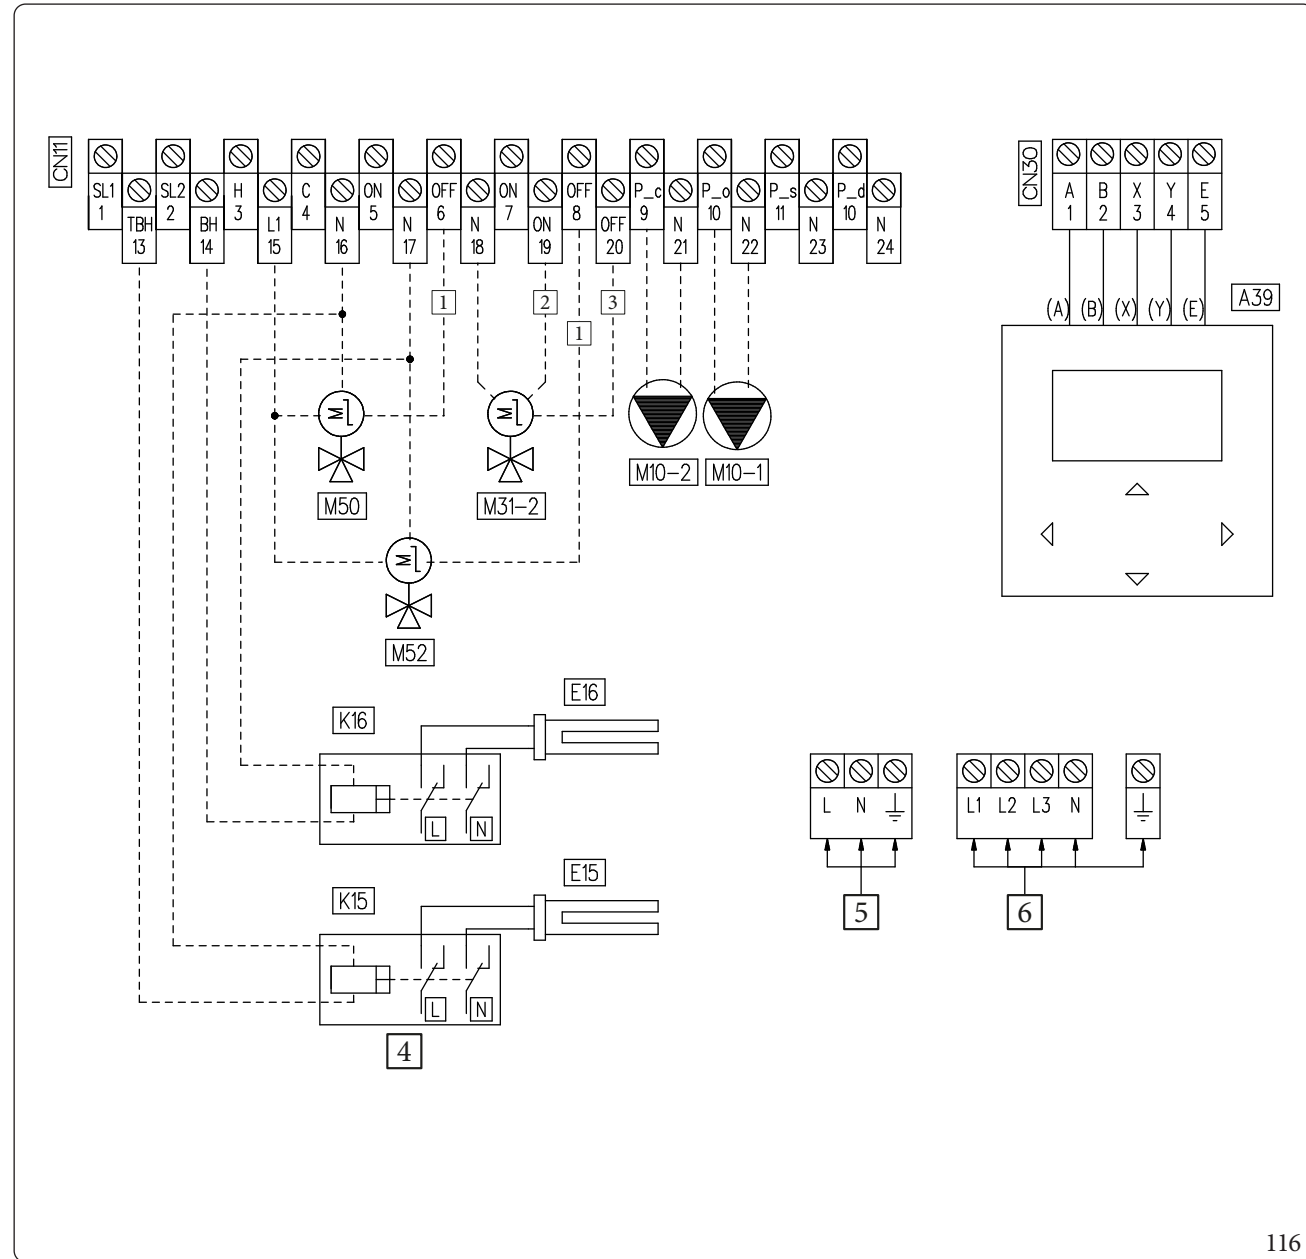 CN11
SL1 SL2 H C ON OFF ON OFF P_c P_o P_s P_d
1 2 3 4 5 6 7 8 9 10 11 10
TBH BH L1 N N N ON OFF N N N N
13 14 15 16 17 18 19 20 21 22 23 24
CN30
A B X Y E
1 2 3 4 5
1 2 3
1
(A) (B) (X) (Y) (E)
A39
M M
M50 M31-2 M10-2 M10-1
M
M52
E16
K16
L N
E15
K15
L N
4
L N
L1 L2 L3 N
5 6
116